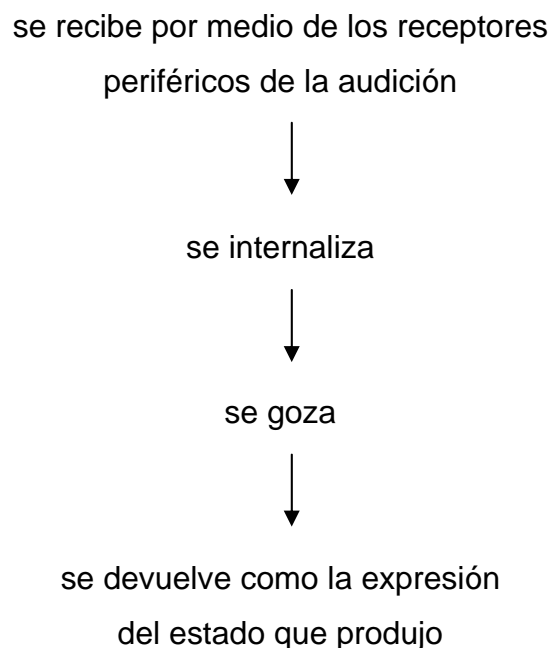 se recibe por medio de los receptores
periféricos de la audición
se internaliza
se goza
se devuelve como la expresión
del estado que produjo